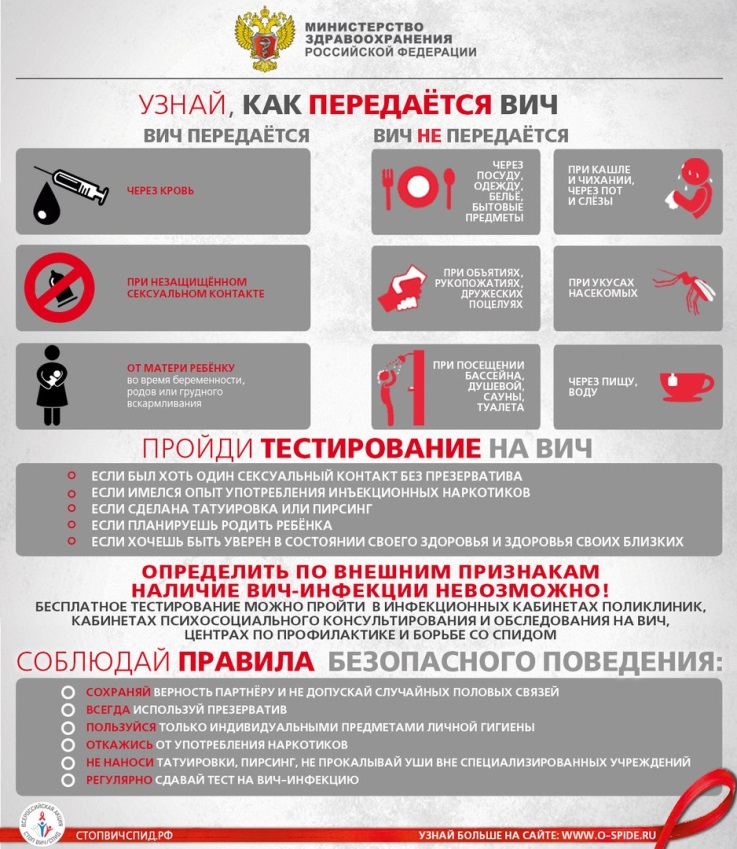 МИНИСТЕРСТВО
ЗДРАВООХРАНЕНИЯ
РОССИЙСКОЙ ФЕДЕРАЦИИ
УЗНАЙ, КАК ПЕРЕДАЁТСЯ ВИЧ
ВИЧ ПЕРЕДАЁТСЯ
ЧЕРЕЗ КРОВЬ
ПРИ НЕЗАЩИЩЁННОМ
СЕКСУАЛЬНОМ КОНТАКТЕ
ОТ МАТЕРИ РЕБЁНКУ
во время беременности,
родов или грудного
вскармливания
ВИЧ НЕ ПЕРЕДАЁТСЯ
ЧЕРЕЗ
ПОСУДУ,
ОДЕЖДУ,
БЕЛЬЁ,
БЫТОВЫЕ
ПРЕДМЕТЫ
ПРИ КАШЛЕ
И ЧИХАНИИ,
ЧЕРЕЗ ПОТ
И СЛЁЗЫ
ПРИ ОБЪЯТИЯХ,
РУКОПОЖАТИЯХ,
ДРУЖЕСКИХ
ПОЦЕЛУЯХ
ПРИ УКУСАХ
НАСЕКОМЫХ
ПРИ ПОСЕЩЕНИИ
БАССЕЙНА,
ДУШЕВОЙ,
САУНЫ,
ТУАЛЕТА
ЧЕРЕЗ ПИЩУ,
ВОДУ
ПРОЙДИ ТЕСТИРОВАНИЕ НА ВИЧ
ЕСЛИ БЫЛ ХОТЬ ОДИН СЕКСУАЛЬНЫЙ КОНТАКТ БЕЗ ПРЕЗЕРВАТИВА
ЕСЛИ ИМЕЛСЯ ОПЫТ УПОТРЕБЛЕНИЯ ИНЪЕКЦИОННЫХ НАРКОТИКОВ
ЕСЛИ СДЕЛАНА ТАТУИРОВКА ИЛИ ПИРСИНГ
ЕСЛИ ПЛАНИРУЕШЬ РОДИТЬ РЕБЁНКА
ЕСЛИ ХОЧЕШЬ БЫТЬ УВЕРЕН В СОСТОЯНИИ СВОЕГО ЗДОРОВЬЯ И ЗДОРОВЬЯ СВОИХ БЛИЗКИХ
ОПРЕДЕЛИТЬ ПО ВНЕШНИМ ПРИЗНАКАМ
НАЛИЧИЕ ВИЧ-ИНФЕКЦИИ НЕВОЗМОЖНО!
БЕСПЛАТНОЕ ТЕСТИРОВАНИЕ МОЖНО ПРОЙТИ В ИНФЕКЦИОННЫХ КАБИНЕТАХ ПОЛИКЛИНИК,
КАБИНЕТАХ ПСИХОСОЦИАЛЬНОГО КОНСУЛЬТИРОВАНИЯ И ОБСЛЕДОВАНИЯ НА ВИЧ,
ЦЕНТРАХ ПО ПРОФИЛАКТИКЕ И БОРЬБЕ СО СПИДОМ
СОБЛЮДАЙ ПРАВИЛА БЕЗОПАСНОГО ПОВЕДЕНИЯ:
СОХРАНЯЙ ВЕРНОСТЬ ПАРТНЁРУ И НЕ ДОПУСКАЙ СЛУЧАЙНЫХ ПОЛОВЫХ СВЯЗЕЙ
ВСЕГДА ИСПОЛЬЗУЙ ПРЕЗЕРВАТИВ
ПОЛЬЗУЙСЯ ТОЛЬКО ИНДИВИДУАЛЬНЫМИ ПРЕДМЕТАМИ ЛИЧНОЙ ГИГИЕНЫ
ОТКАЖИСЬ ОТ УПОТРЕБЛЕНИЯ НАРКОТИКОВ
НЕ НАНОСИ ТАТУИРОВКИ, ПИРСИНГ, НЕ ПРОКАЛЫВАЙ УШИ ВНЕ СПЕЦИАЛИЗИРОВАННЫХ УЧРЕЖДЕНИЙ
РЕГУЛЯРНО СДАВАЙ ТЕСТ НА ВИЧ-ИНФЕКЦИЮ
ВСЕРОССИЙСКАЯ АКЦИЯ
СТОП ВИЧ/СПИД
СТОПВИЧСПИД.РФ
УЗНАЙ БОЛЬШЕ НА САЙТЕ: WWW.O-SPIDE.RU